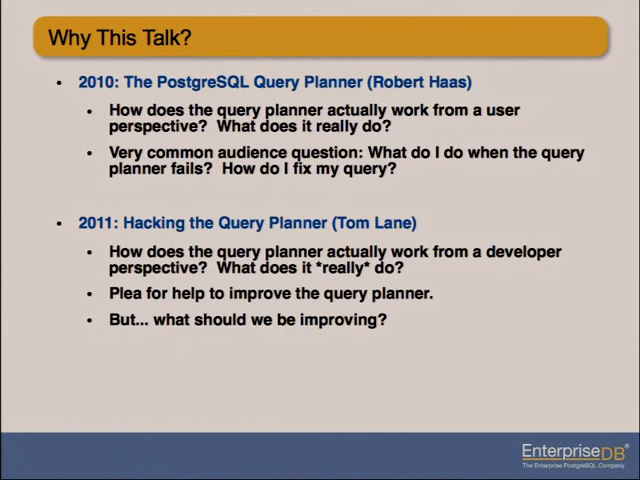 Why This Talk?
• 2010: The PostgreSQL Query Planner (Robert Haas)
• How does the query planner actually work from a user
perspective? What does it really do?
• Very common audience question: What do I do when the query
planner fails? How do I fix my query?
• 2011: Hacking the Query Planner (Tom Lane)
• How does the query planner actually work from a developer
perspective? What does it *really* do?
• Plea for help to improve the query planner.
• But... what should we be improving?
EnterpriseDB®
The Enterprise PostgreSQL Company